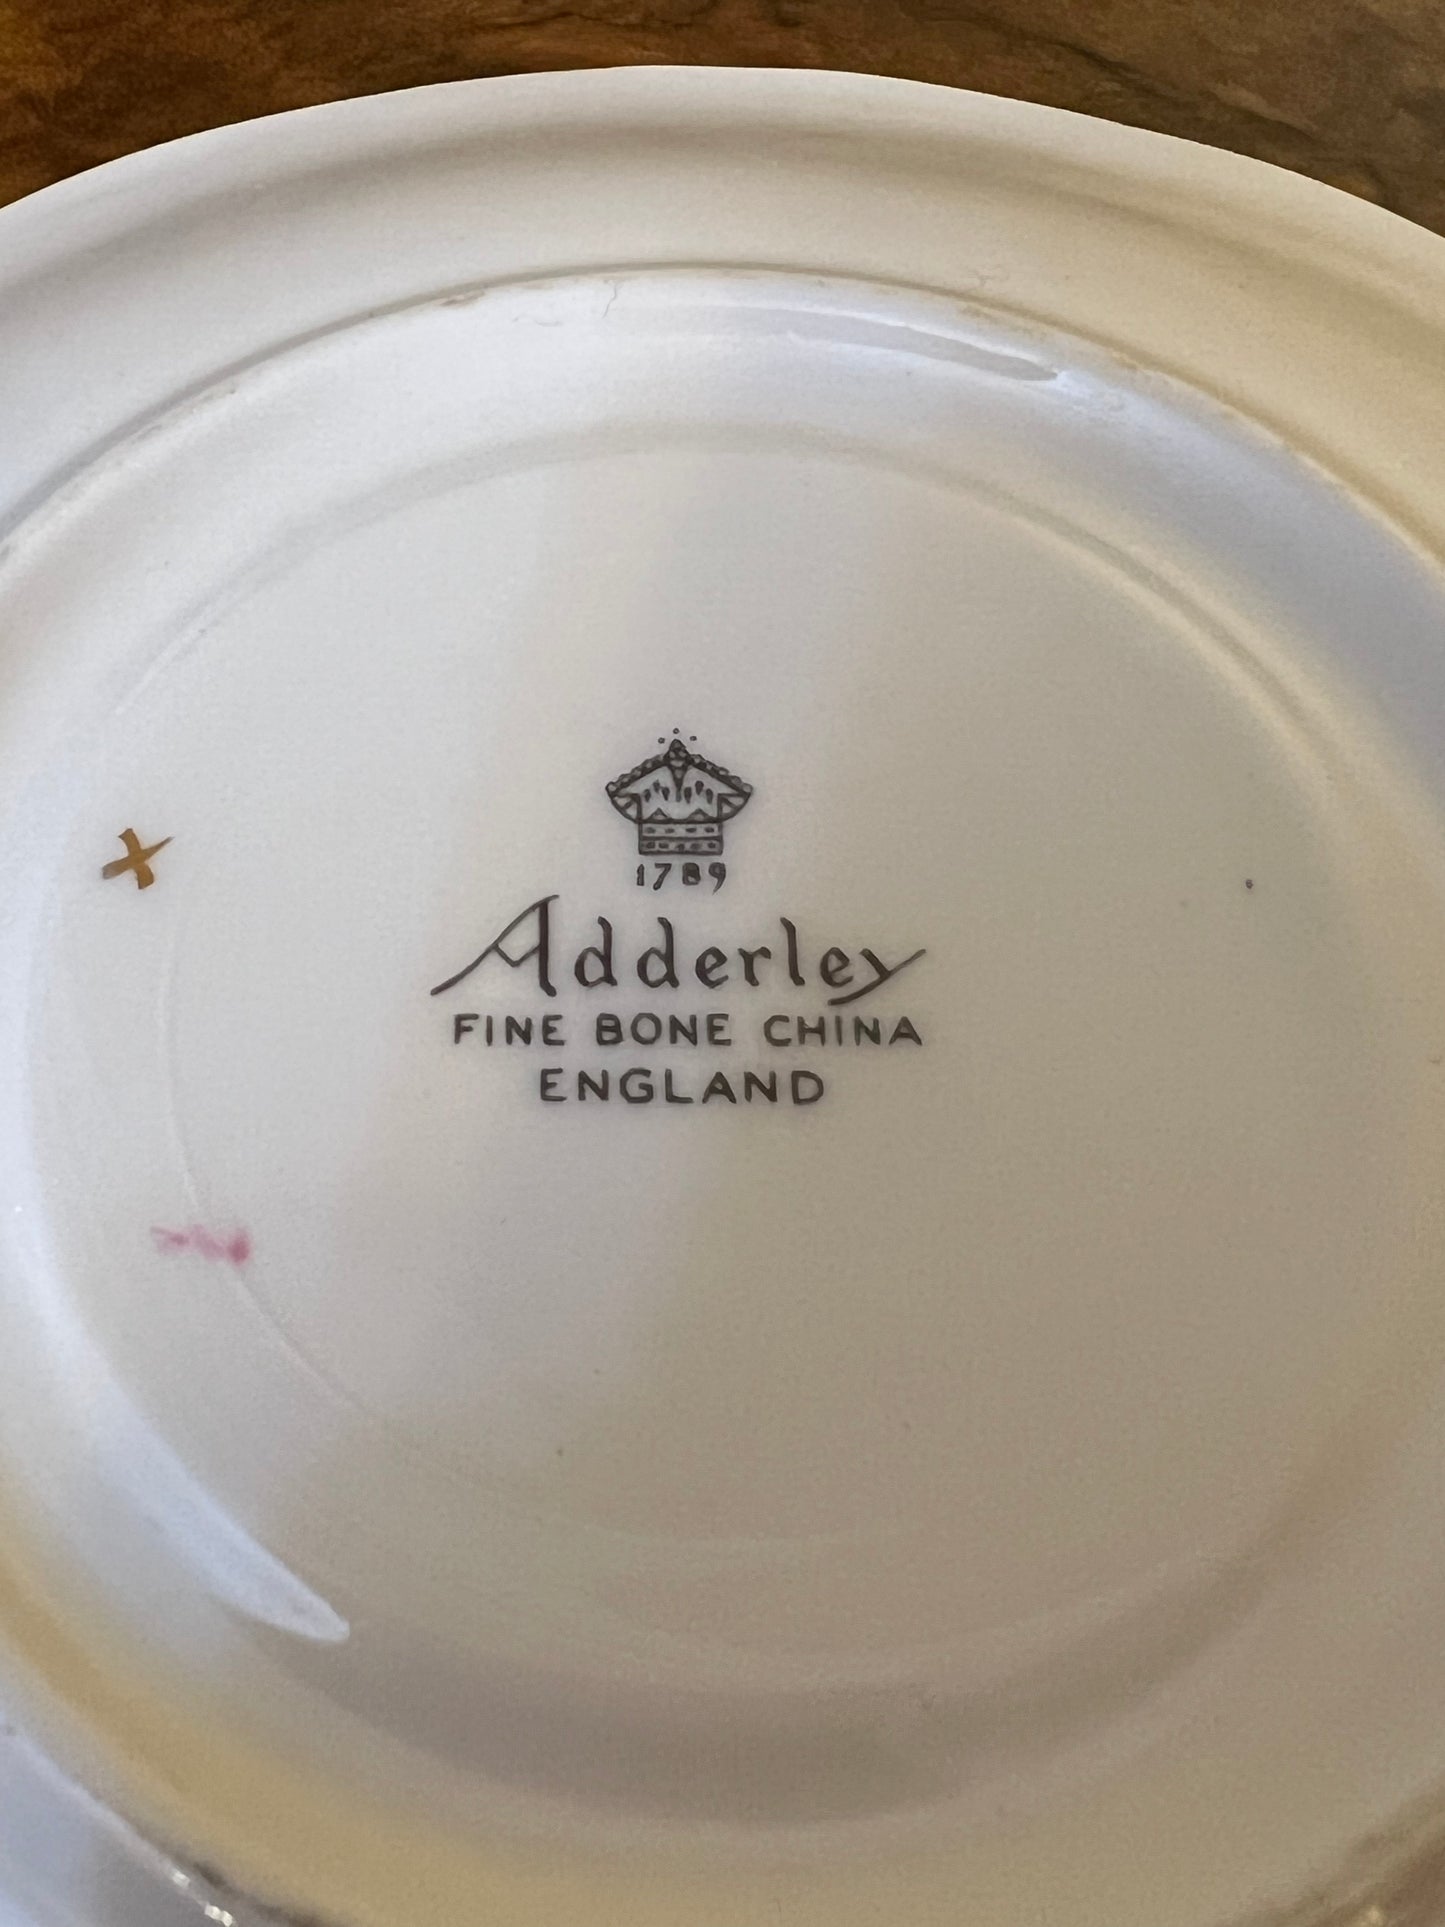 1789
Adderley
FINE BONE CHINA
ENGLAND